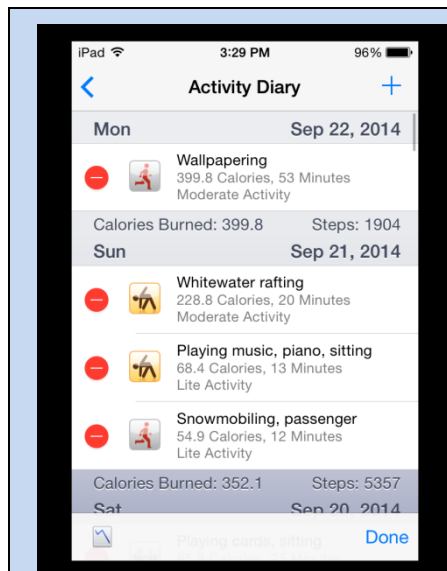 iPad 3:29 PM 96%
Activity Diary
Mon Sep 22, 2014
Wallpapering
399.8 Calories, 53 Minutes
Moderate Activity
Calories Burned: 399.8 Steps: 1904
Sun Sep 21, 2014
Whitewater rafting
228.8 Calories, 20 Minutes
Moderate Activity
Playing music, piano, sitting
68.4 Calories, 13 Minutes
Lite Activity
Snowmobiling, passenger
54.9 Calories, 12 Minutes
Lite Activity
Calories Burned: 352.1 Steps: 5357
Sat Sep 20, 2014
Playing cards, sitting
Done